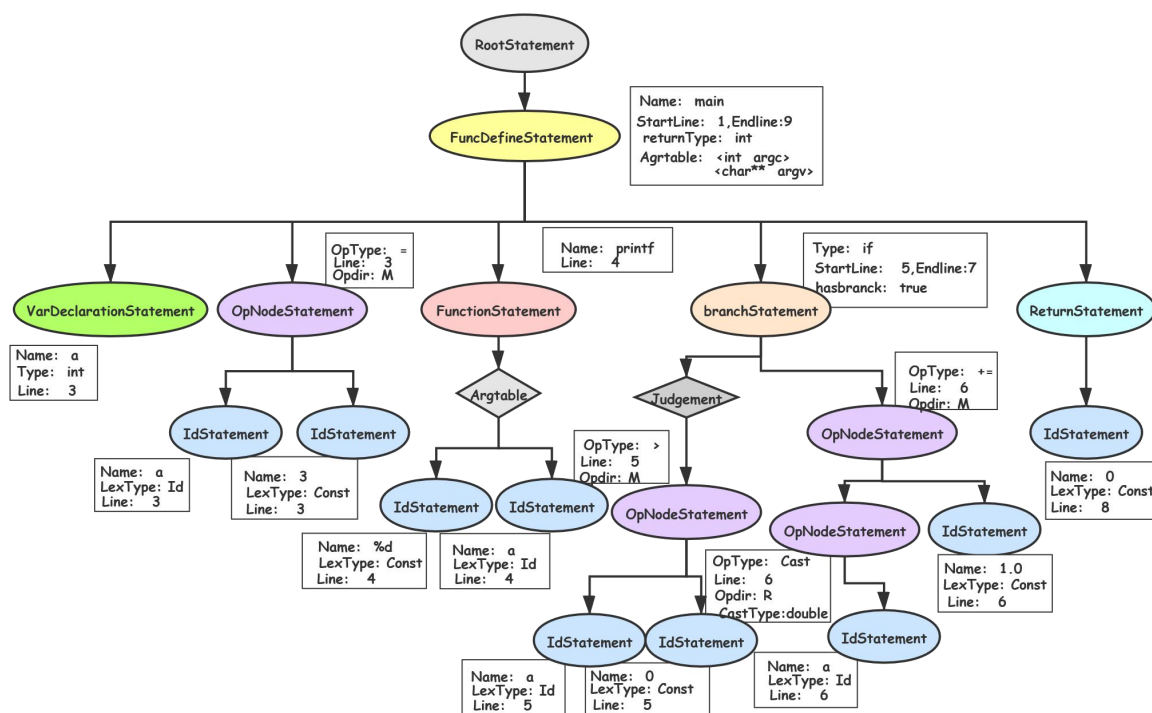 RootStatement
Name: main
StartLine: 1,Endline:9
returnType: int
Agrtable: <int argc>
<char** argv>
FuncDefineStatement
OpType: =
Line: 3
Opdir: M
Name: printf
Line: 4
Type: if
StartLine: 5,Endline:7
hasbranck: true
VarDeclarationStatement
OpNodeStatement
FunctionStatement
branchStatement
ReturnStatement
Name: a
Type: int
Line: 3
Argtable
Judgement
OpType: +=
Line: 6
Opdir: M
IdStatement
IdStatement
OpNodeStatement
IdStatement
Name: a
LexType: Id
Line: 3
Name: 3
LexType: Const
Line: 3
OpType: >
Line: 5
Opdir: M
Name: 0
LexType: Const
Line: 8
IdStatement
IdStatement
OpNodeStatement
OpNodeStatement
IdStatement
Name: %d
LexType: Const
Line: 4
Name: a
LexType: Id
Line: 4
OpType: Cast
Line: 6
Opdir: R
CastType:double
Name: 1.0
LexType: Const
Line: 6
IdStatement
IdStatement
IdStatement
Name: a
LexType: Id
Line: 5
Name: 0
LexType: Const
Line: 5
Name: a
LexType: Id
Line: 6